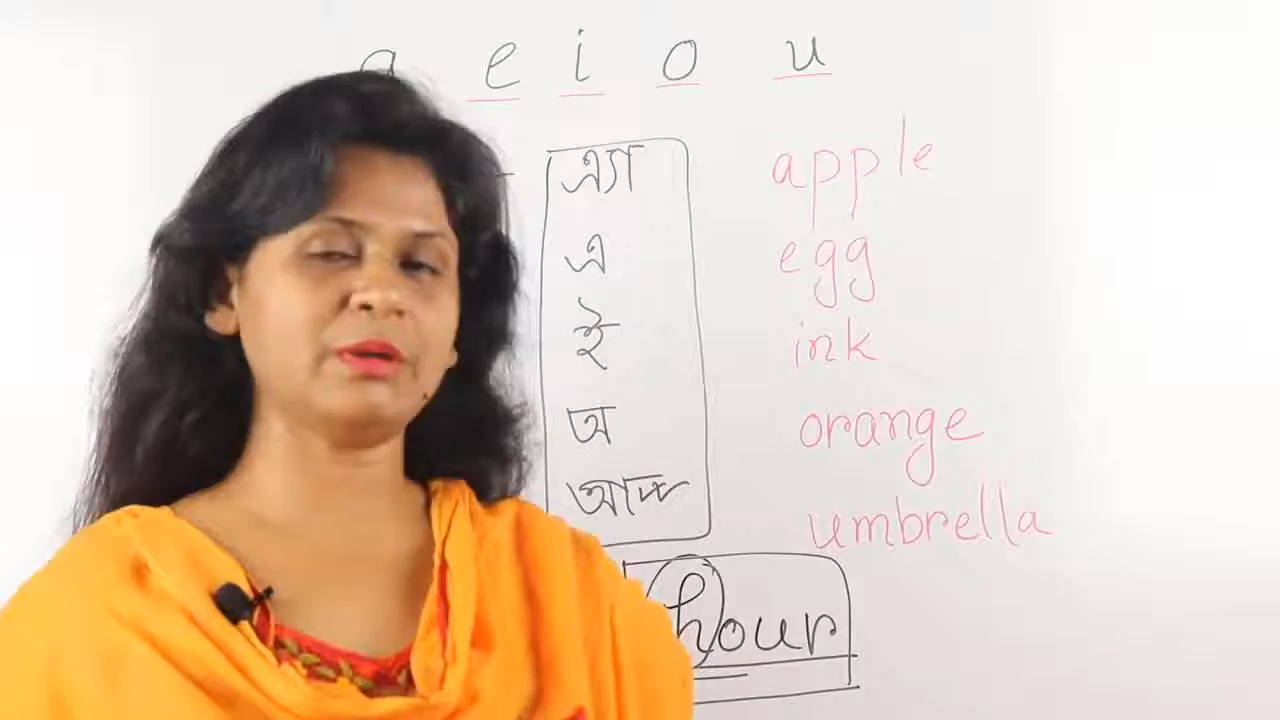 a e i o u
এ্যা apple
এ egg
ই ink
অ orange
umbrella
hour